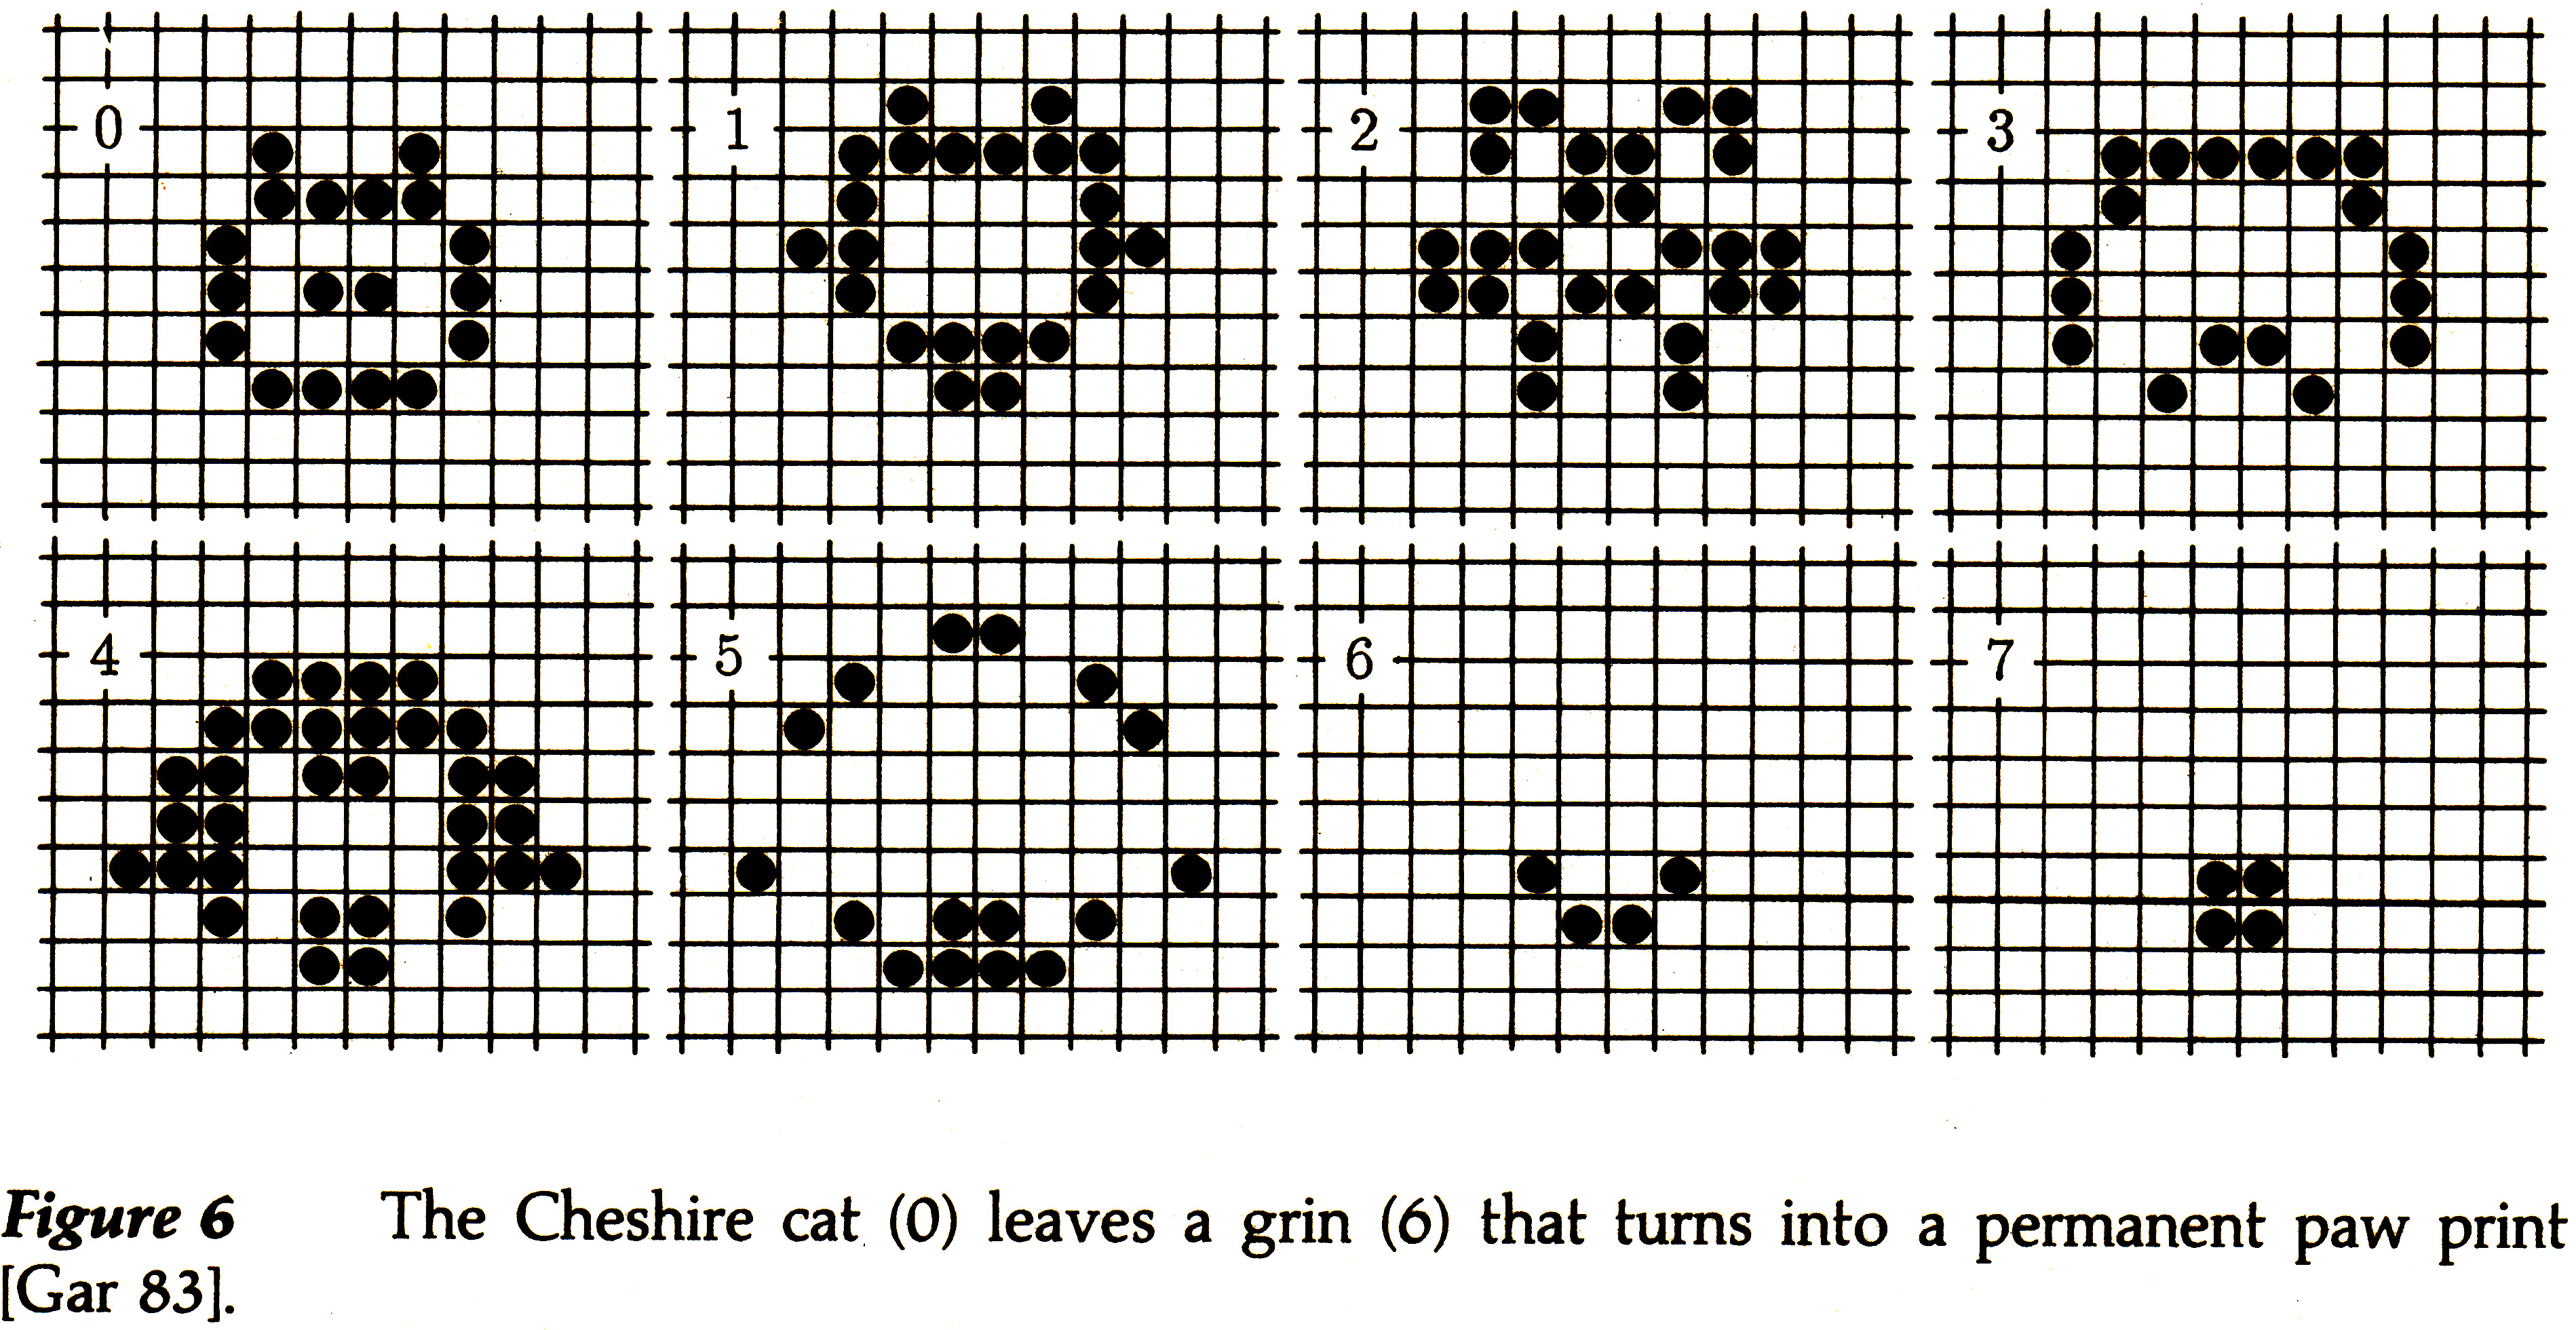 0 1 2 3
4 5 6 7
Figure 6 The Cheshire cat (0) leaves a grin (6) that turns into a permanent paw print
[Gar 83].